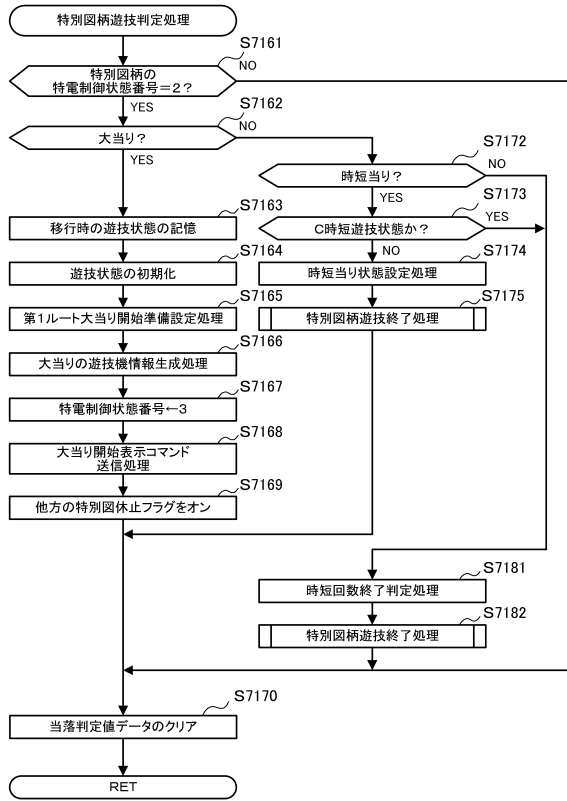 特別図柄遊技判定処理
S7161
特別図柄の
特電制御状態番号＝2？
NO
YES
S7162
大当り？
NO
YES
S7172
時短当り？
NO
YES
S7173
C時短遊技状態か？
YES
NO
S7163
移行時の遊技状態の記憶
S7164
遊技状態の初期化
S7174
時短当り状態設定処理
S7165
第1ルート大当り開始準備設定処理
S7175
特別図柄遊技終了処理
S7166
大当りの遊技機情報生成処理
S7167
特電制御状態番号←3
S7168
大当り開始表示コマンド
送信処理
S7169
他方の特別図休止フラグをオン
S7181
時短回数終了判定処理
S7182
特別図柄遊技終了処理
S7170
当落判定値データのクリア
RET